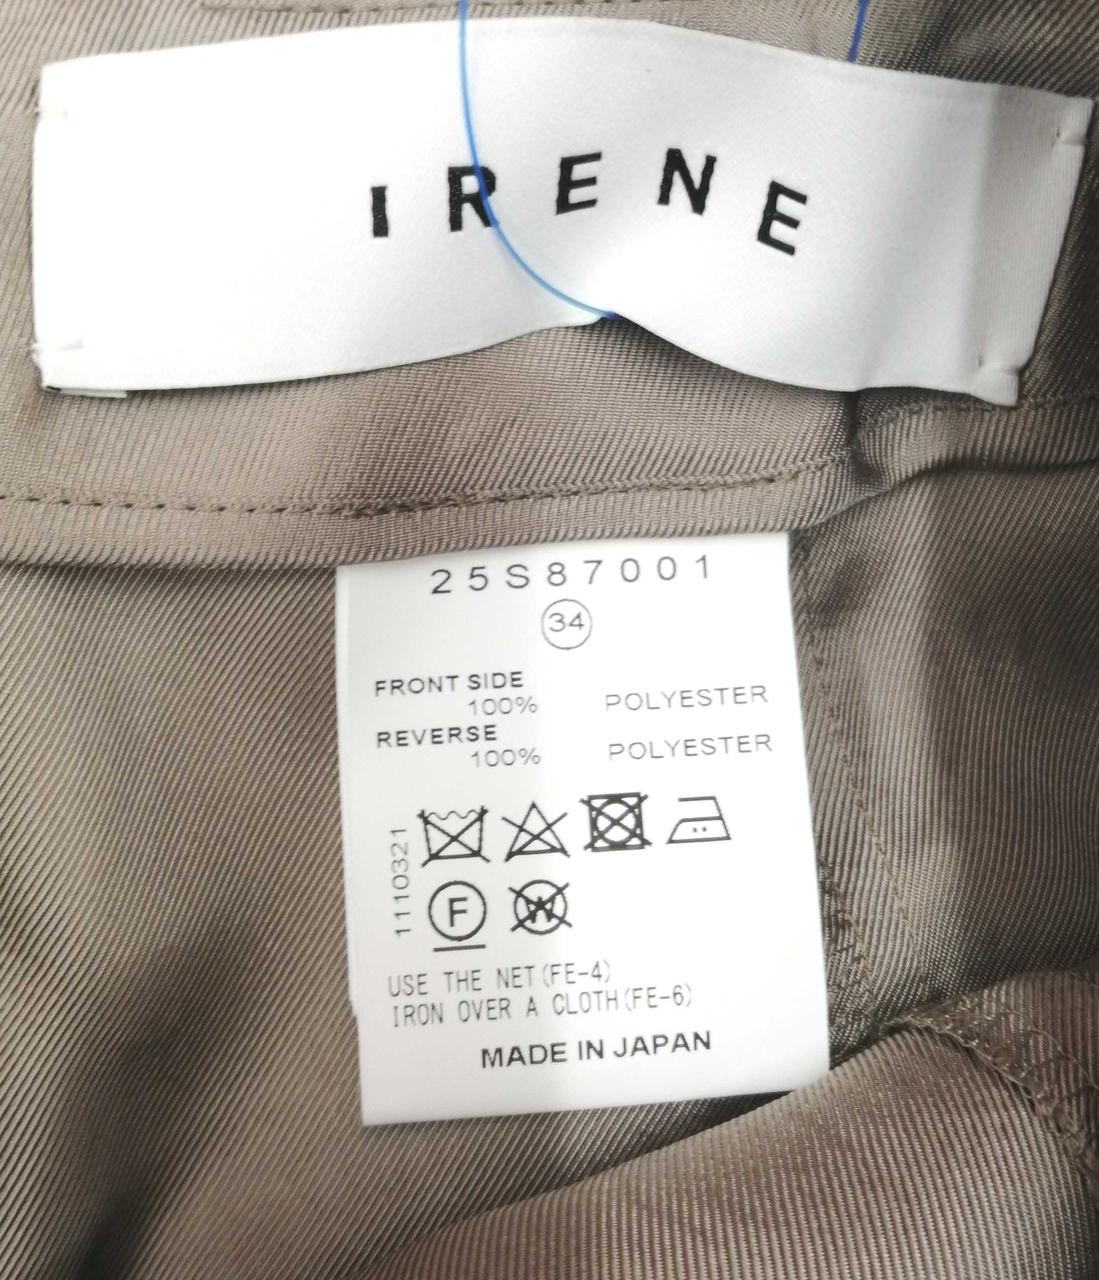 IRENE
25S87001
34
FRONT SIDE
100% POLYESTER
REVERSE
100% POLYESTER
1110321
F
W
USE THE NET(FE-4)
IRON OVER A CLOTH(FE-6)
MADE IN JAPAN